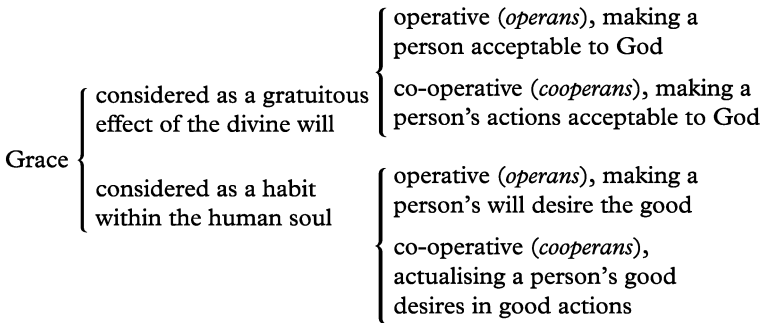 Grace
considered as a gratuitous
effect of the divine will
operative (operans), making a
person acceptable to God
co-operative (cooperans), making a
person’s actions acceptable to God
considered as a habit
within the human soul
operative (operans), making a
person’s will desire the good
co-operative (cooperans),
actualising a person’s good
desires in good actions